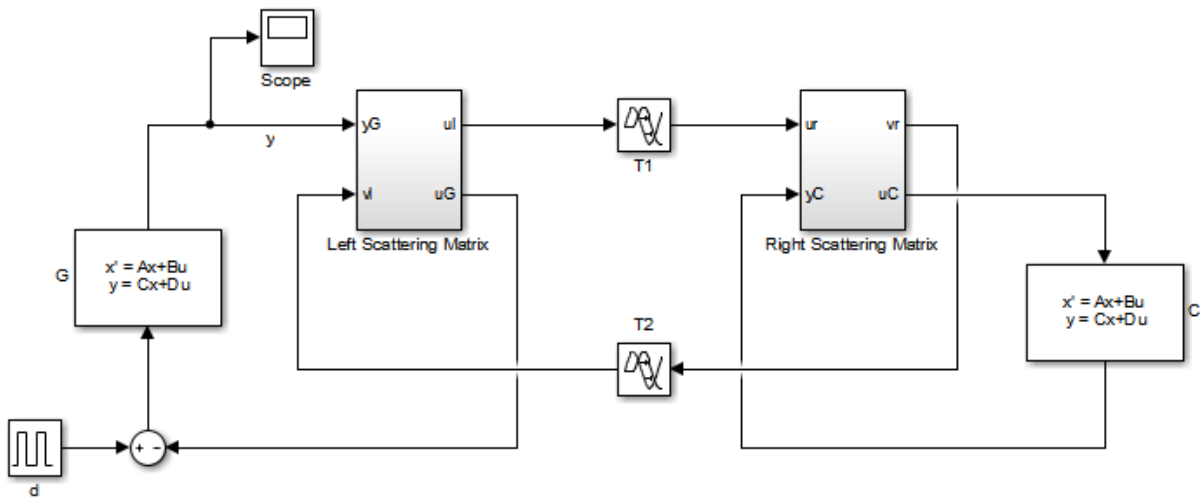 Scope
yG
ul
y
vl
uG
Left Scattering Matrix
T1
ur
vr
yC
uC
Right Scattering Matrix
G
x' = Ax+Bu
y = Cx+Du
T2
x' = Ax+Bu
y = Cx+Du
C
+ -
d